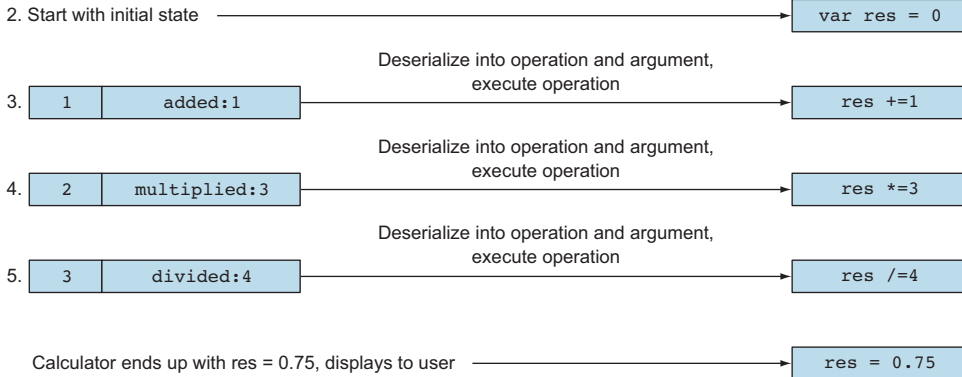 2. Start with initial state
var res = 0
Deserialize into operation and argument,
execute operation
3. 1 added:1
res +=1
Deserialize into operation and argument,
execute operation
4. 2 multiplied:3
res *=3
Deserialize into operation and argument,
execute operation
5. 3 divided:4
res /=4
Calculator ends up with res = 0.75, displays to user
res = 0.75